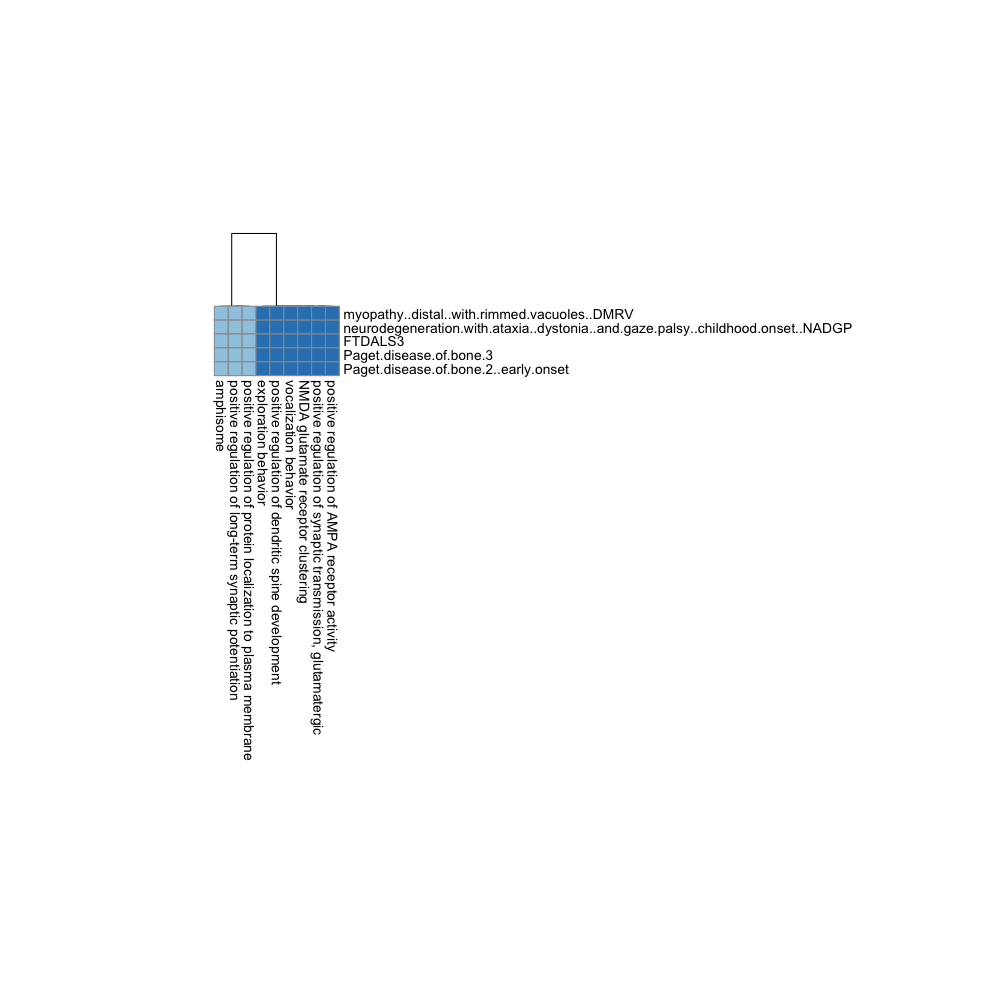 myopathy..distal..with.rimmed.vacuoles..DMRV
neurodegeneration.with.ataxia..dystonia..and.gaze.palsy..childhood.onset..NADGP
FTDALS3
Paget.disease.of.bone.3
Paget.disease.of.bone.2..early.onset
amphisome
positive regulation of long-term synaptic potentiation
positive regulation of protein localization to plasma membrane
exploration behavior
positive regulation of dendritic spine development
vocalization behavior
NMDA glutamate receptor clustering
positive regulation of synaptic transmission, glutamatergic
positive regulation of AMPA receptor activity